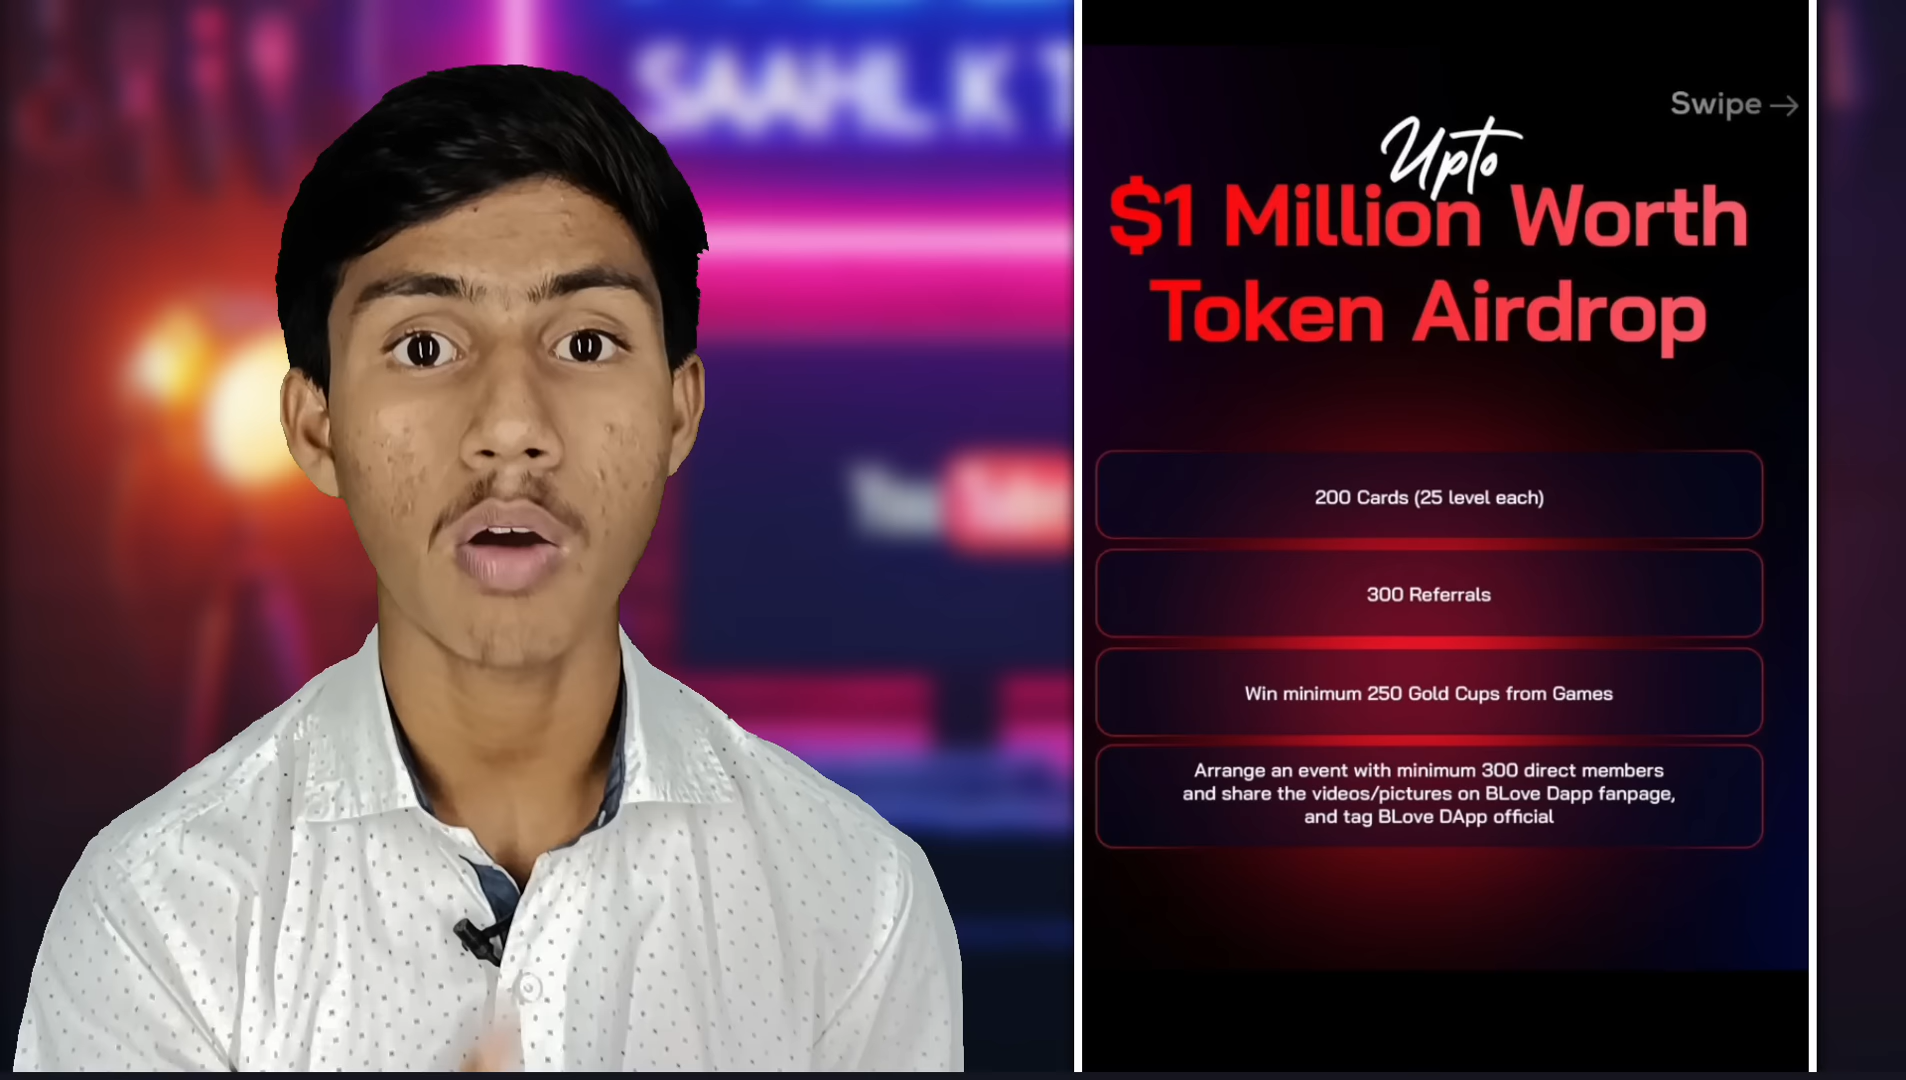 SAAHIL K T
YouTube
Swipe →
Upto
$1 Million Worth
Token Airdrop
200 Cards (25 level each)
300 Referrals
Win minimum 250 Gold Cups from Games
Arrange an event with minimum 300 direct members
and share the videos/pictures on BLove Dapp fanpage,
and tag BLove DApp official